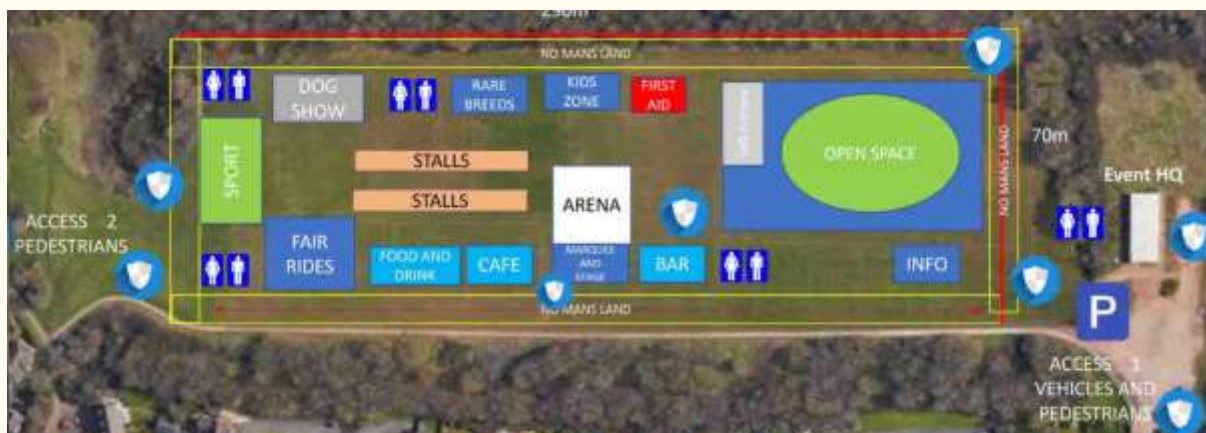 NO MANS LAND
DOG
SHOW
RARE
BREEDS
KIDS
ZONE
FIRST
AID
OPEN SPACE
NO MANS LAND
70m
Event HQ
SPORT
STALLS
STALLS
ARENA
ACCESS 2
PEDESTRIANS
FAIR
RIDES
FOOD AND
DRINK
CAFE
MARQUEE
AND
STAGE
BAR
INFO
NO MANS LAND
P
ACCESS 1
VEHICLES AND
PEDESTRIANS